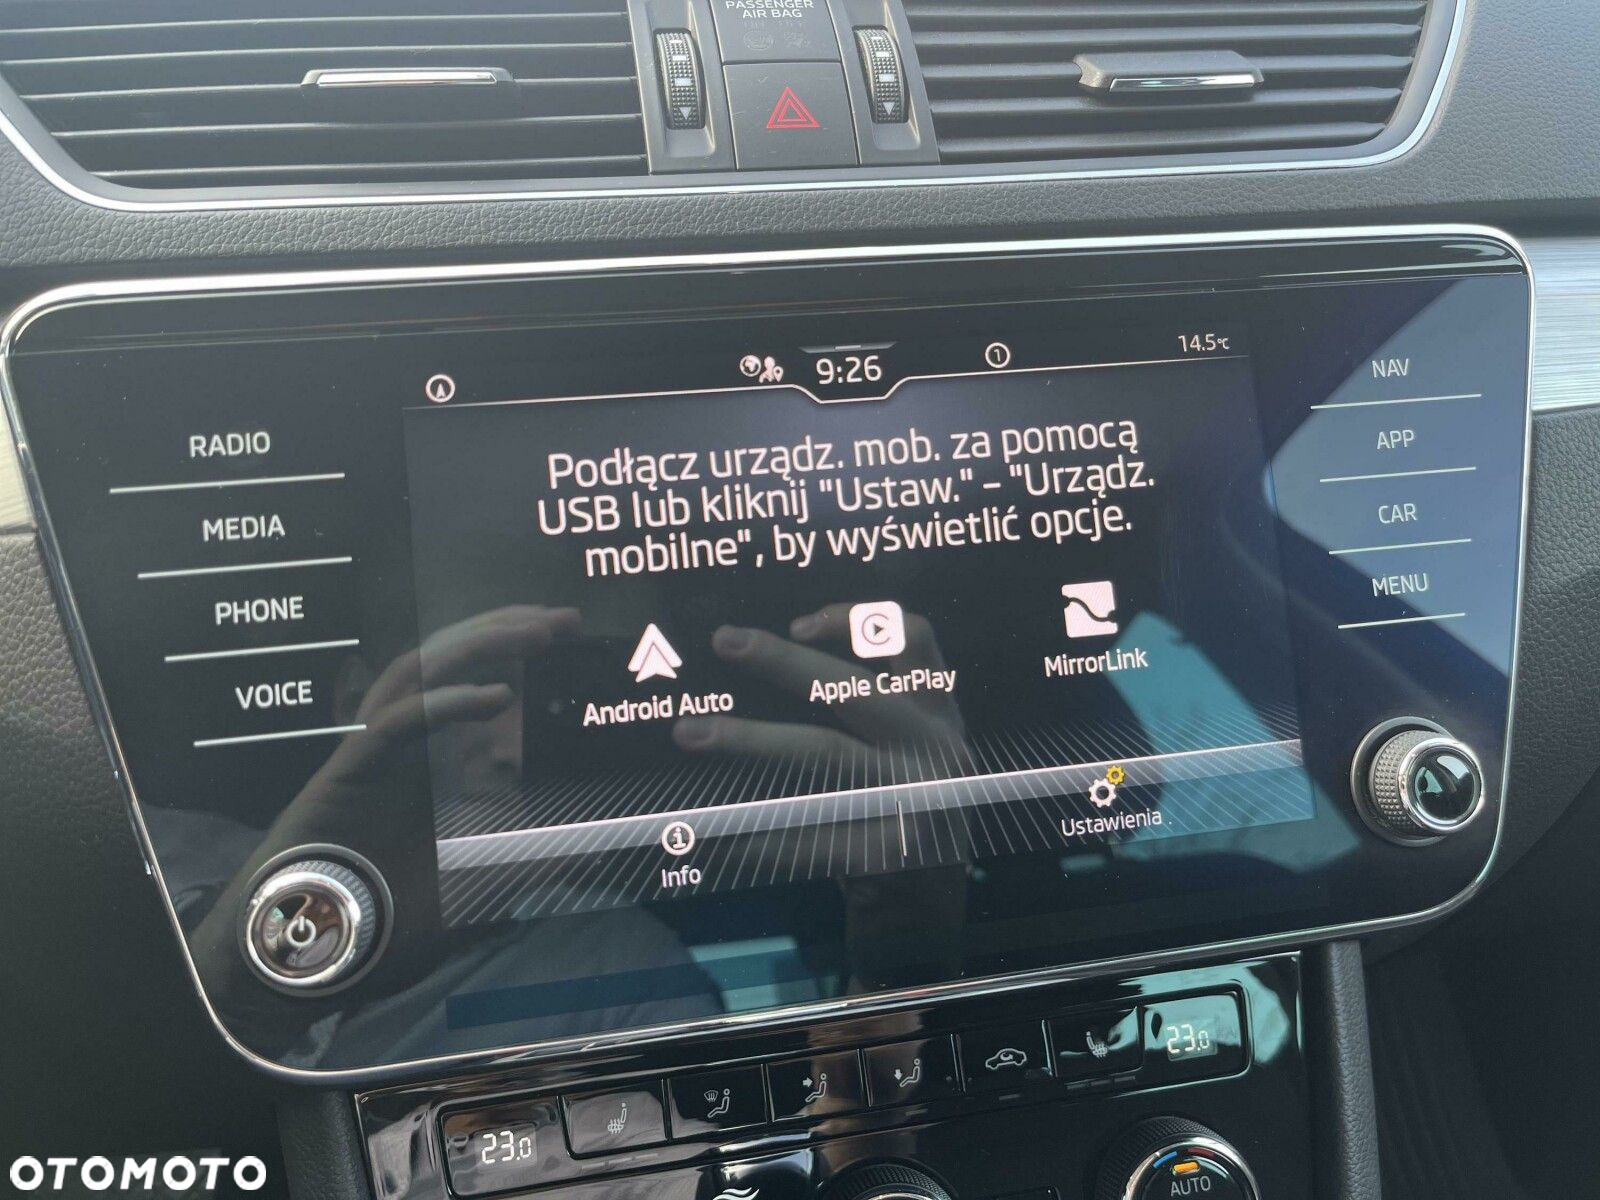 PASSENGER
AIR BAG
9:26
1
14.5°C
RADIO
MEDIA
PHONE
VOICE
NAV
APP
CAR
MENU
Podłącz urządz. mob. za pomocą
USB lub kliknij "Ustaw." – "Urządz.
mobilne", by wyświetlić opcje.
Android Auto
Apple CarPlay
MirrorLink
Info
Ustawienia
23.0
23.0
AUTO
OTOMOTO